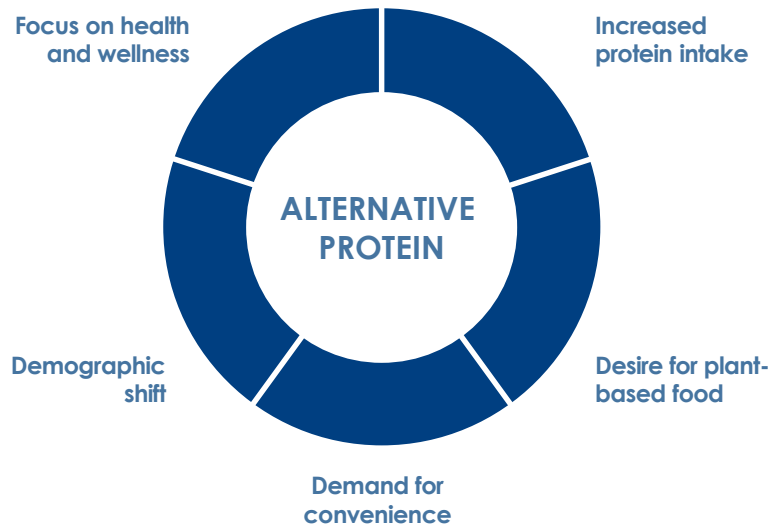 Focus on health
and wellness
Increased
protein intake
ALTERNATIVE
PROTEIN
Demographic
shift
Desire for plant-
based food
Demand for
convenience